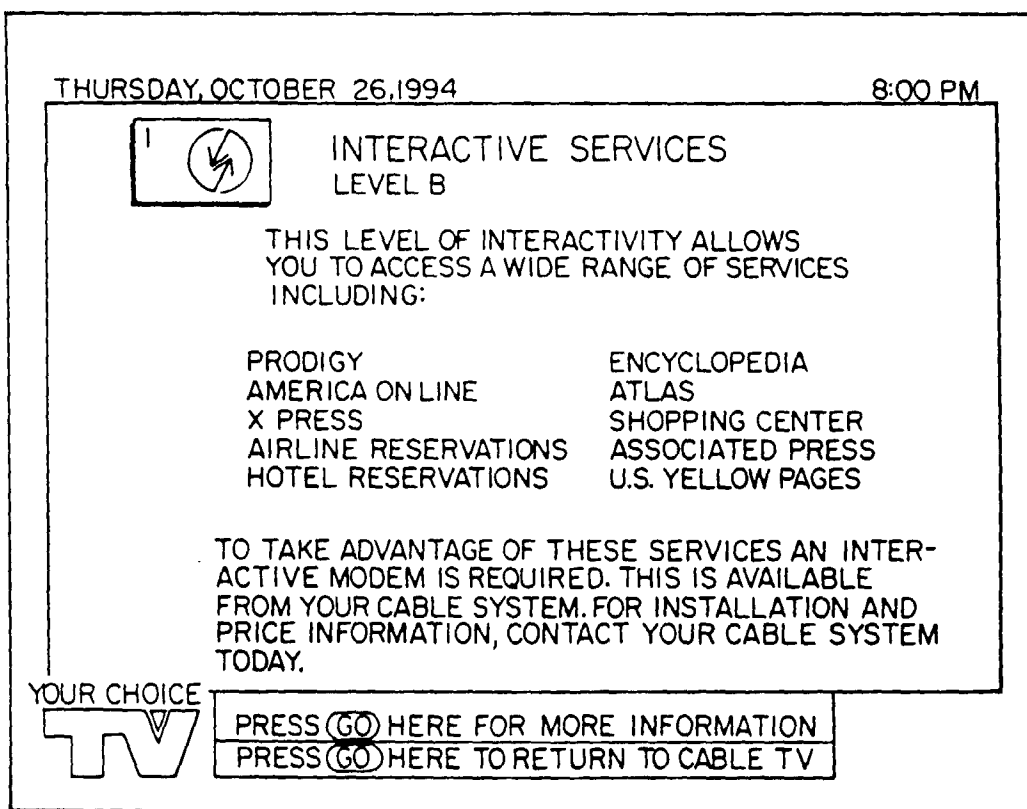 THURSDAY, OCTOBER 26, 1994 8:00 PM
1
INTERACTIVE SERVICES
LEVEL B
THIS LEVEL OF INTERACTIVITY ALLOWS
YOU TO ACCESS A WIDE RANGE OF SERVICES
INCLUDING:
PRODIGY ENCYCLOPEDIA
AMERICA ON LINE ATLAS
X PRESS SHOPPING CENTER
AIRLINE RESERVATIONS ASSOCIATED PRESS
HOTEL RESERVATIONS U.S. YELLOW PAGES
TO TAKE ADVANTAGE OF THESE SERVICES AN INTER-
ACTIVE MODEM IS REQUIRED. THIS IS AVAILABLE
FROM YOUR CABLE SYSTEM. FOR INSTALLATION AND
PRICE INFORMATION, CONTACT YOUR CABLE SYSTEM
TODAY.
YOUR CHOICE
TV
PRESS GO HERE FOR MORE INFORMATION
PRESS GO HERE TO RETURN TO CABLE TV